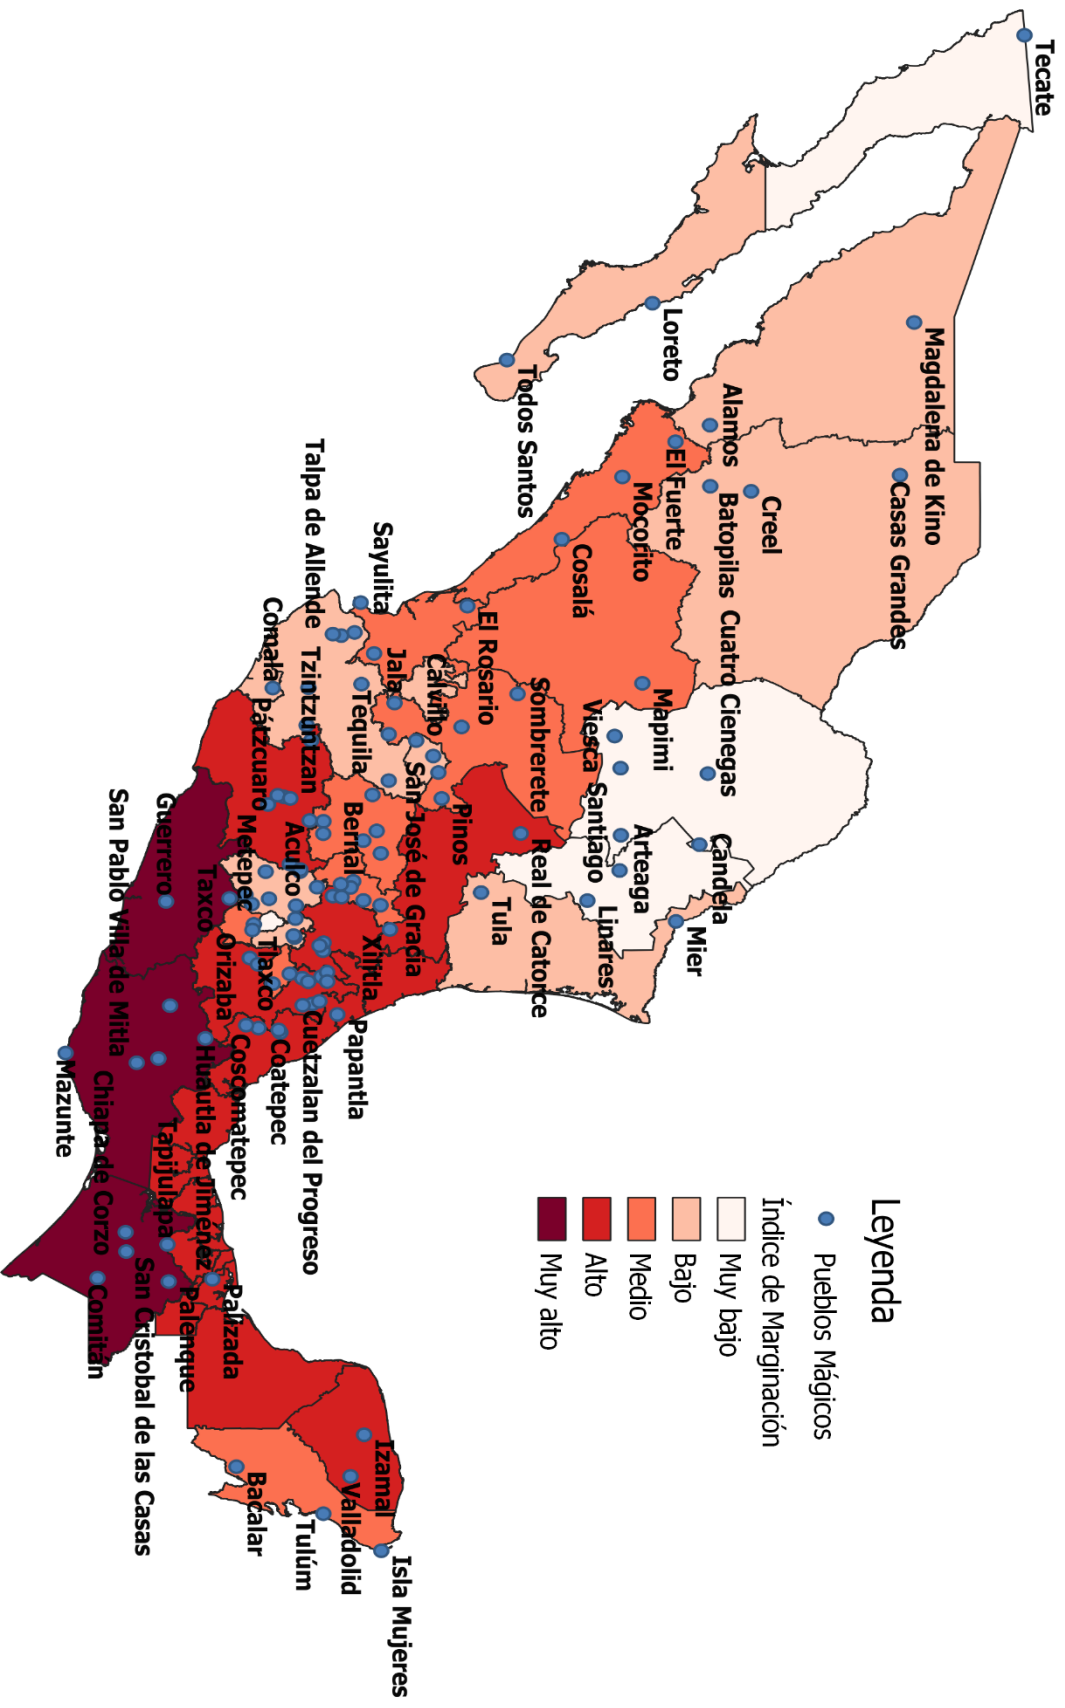 Tecate
Magdalena de Kino
Casas Grandes
Loreto
Alamos
Creel
Batopilas
Cuatro Cienegas
Todos Santos
El Fuerte
Mocorito
Cosalá
Mapimi
Candela
Mier
Viesca
Arteaga
Santiago
Linares
El Rosario
Sombrerete
Real de Catorce
Tula
Sayulita
Jala
Calvillo
Pinos
San José de Gracia
Talpa de Allende
Tequila
Bernal
Xilitla
Papantla
Comala
Tzintzuntzan
Pátzcuaro
Aculco
Metepec
Tlaxco
Cuetzalan del Progreso
Coatepec
Coscomatepec
Orizaba
Taxco
Guerrero
San Pablo Villa de Mitla
Huautla de Jiménez
Mazunte
Chiapa de Corzo
Tapijulapa
San Cristobal de las Casas
Comitán
Palenque
Palizada
Izamal
Valladolid
Isla Mujeres
Tulúm
Bacalar
Leyenda
Pueblos Mágicos
Índice de Marginación
Muy bajo
Bajo
Medio
Alto
Muy alto